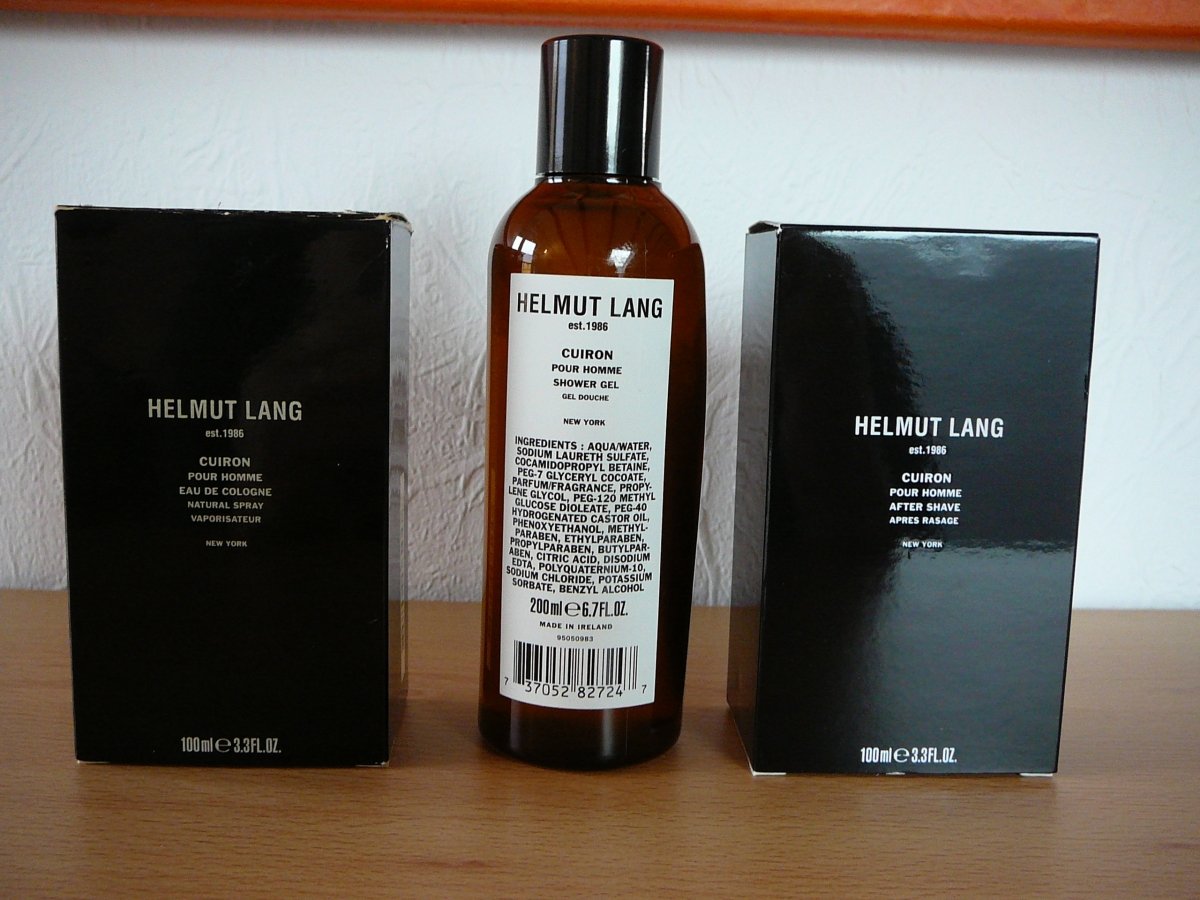 HELMUT LANG
est.1986
CUIRON
POUR HOMME
EAU DE COLOGNE
NATURAL SPRAY
VAPORISATEUR
NEW YORK
100ml e 3.3FL.OZ.
HELMUT LANG
est.1986
CUIRON
POUR HOMME
SHOWER GEL
GEL DOUCHE
NEW YORK
INGREDIENTS : AQUA/WATER,
SODIUM LAURETH SULFATE,
COCAMIDOPROPYL BETAINE,
PEG-7 GLYCERYL COCOATE,
PARFUM/FRAGRANCE, PROPY-
LENE GLYCOL, PEG-120 METHYL
GLUCOSE DIOLEATE, PEG-40
HYDROGENATED CASTOR OIL,
PHENOXYETHANOL, METHYL-
PARABEN, ETHYLPARABEN,
PROPYLPARABEN, BUTYLPAR-
ABEN, CITRIC ACID, DISODIUM
EDTA, POLYQUATERNIUM-10,
SODIUM CHLORIDE, POTASSIUM
SORBATE, BENZYL ALCOHOL
200ml e 6.7FL.OZ.
MADE IN IRELAND
95050983
7 37052 82724 7
HELMUT LANG
est.1986
CUIRON
POUR HOMME
AFTER SHAVE
APRES RASAGE
NEW YORK
100ml e 3.3FL.OZ.